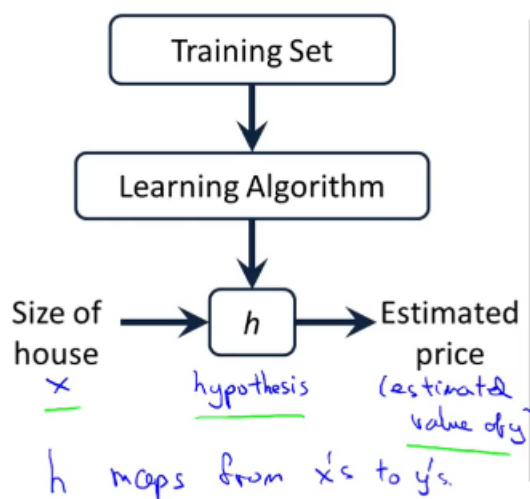 Training Set
Learning Algorithm
Size of house
h
Estimated price
x
hypothesis
(estimated value of y)
h maps from x's to y's.